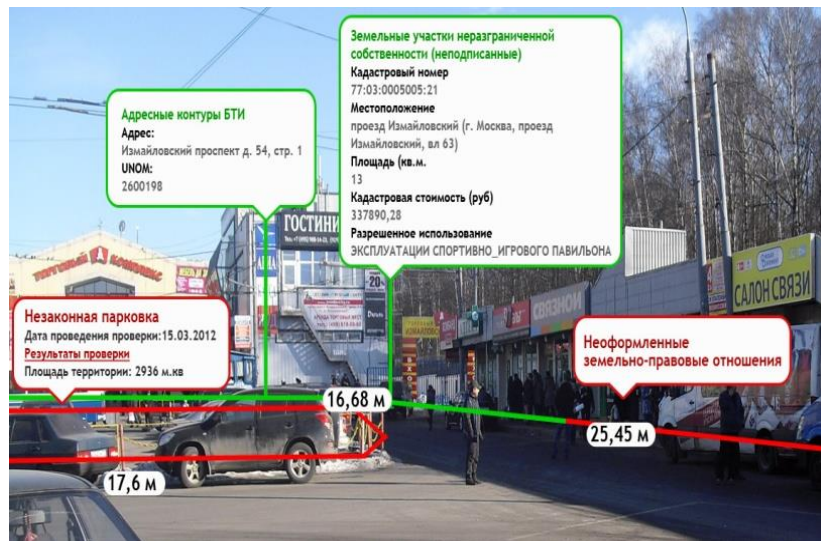 Земельные участки неразграниченной
собственности (неподписанные)
Кадастровый номер
77:03:0005005:21
Местоположение
проезд Измайловский (г. Москва, проезд
Измайловский, вл 63)
Площадь (кв.м.
13
Кадастровая стоимость (руб)
337890,28
Разрешенное использование
ЭКСПЛУАТАЦИИ СПОРТИВНО_ИГРОВОГО ПАВИЛЬОНА
Адресные контуры БТИ
Адрес:
Измайловский проспект д. 54, стр. 1
UNOM:
2600198
ГОСТИНИ
ТОРГОВЫЙ КОМПЛЕКС
-20
СВЯЗНОЙ
САЛОН СВЯЗИ
Незаконная парковка
Дата проведения проверки:15.03.2012
Результаты проверки
Площадь территории: 2936 м.кв
Неоформленные
земельно-правовые отношения
16,68 м
25,45 м
17,6 м